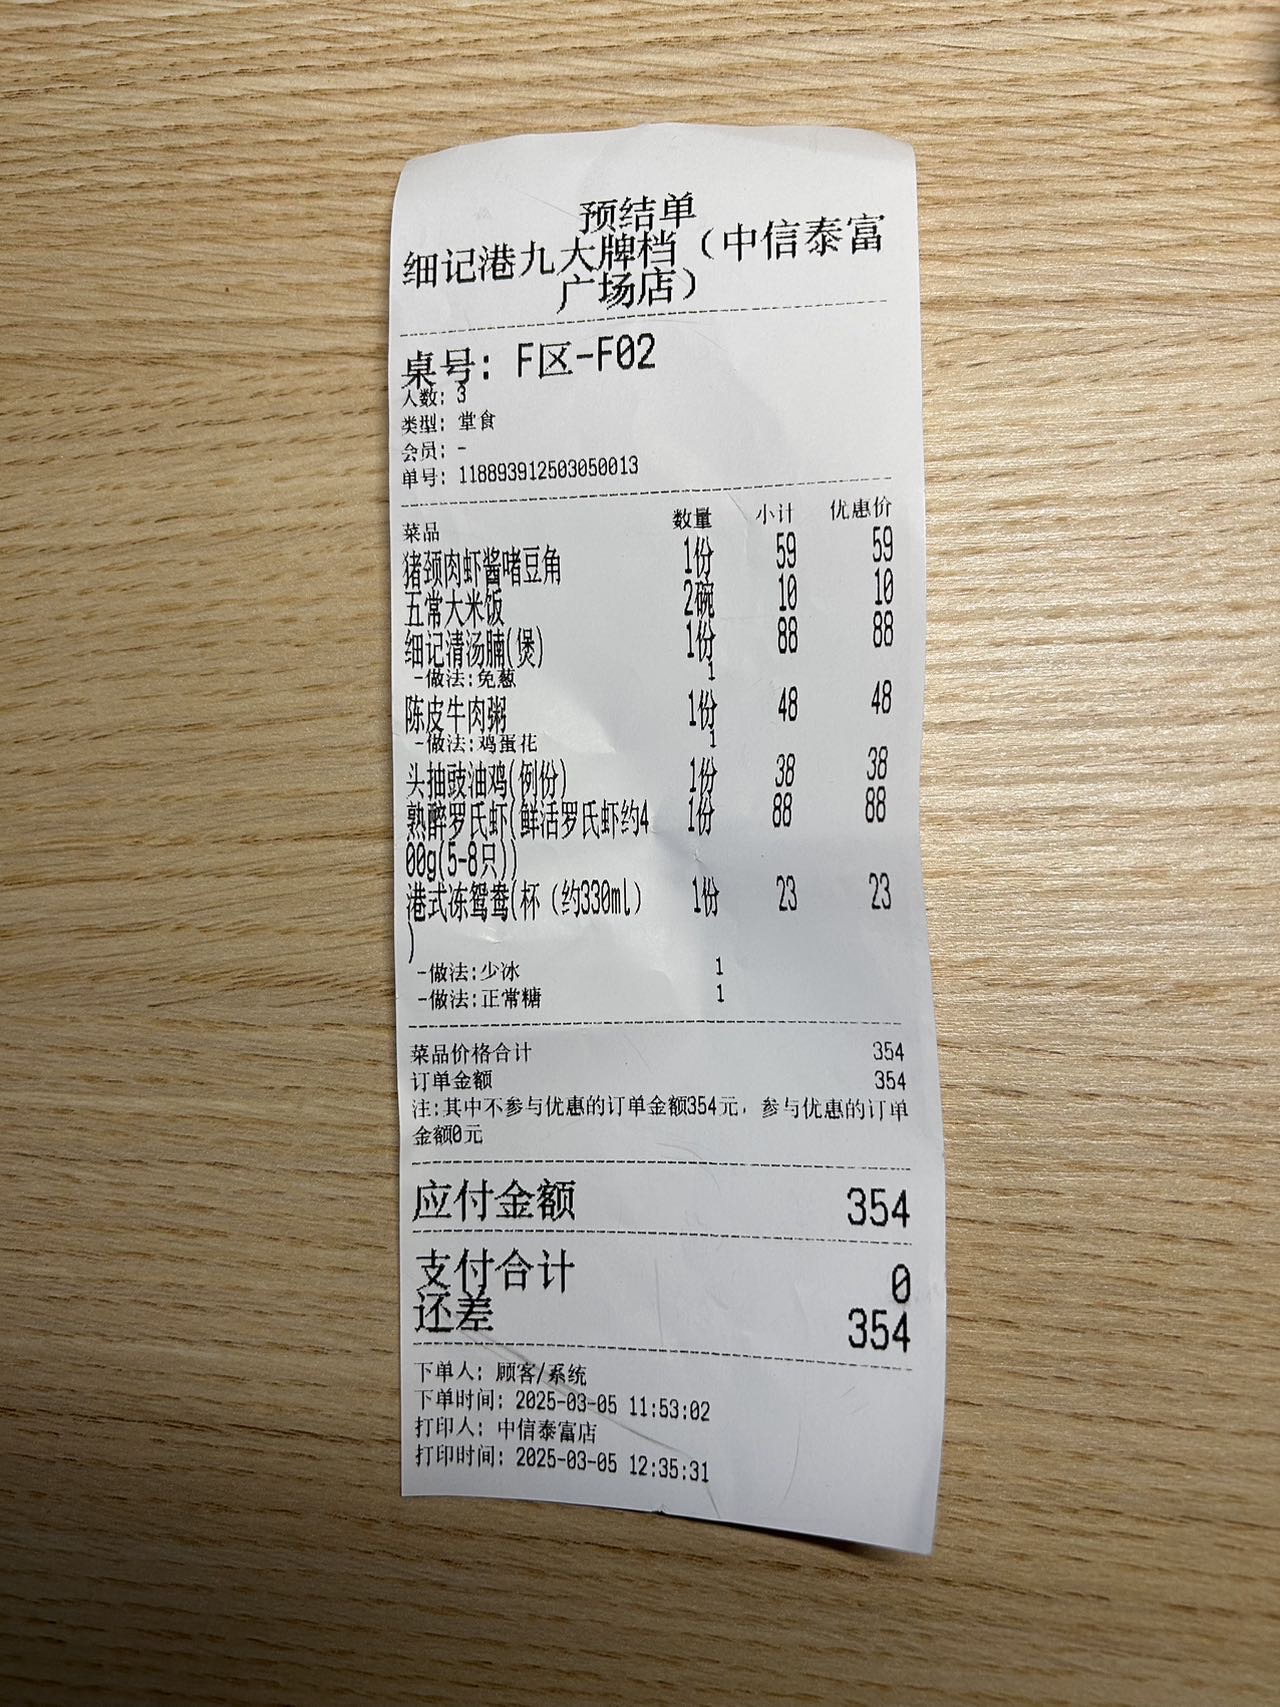 预结单
细记港九大牌档（中信泰富
广场店）
桌号: F区-F02
人数: 3
类型: 堂食
会员: -
单号: 118893912503050013
菜品 数量 小计 优惠价
猪颈肉虾酱啫豆角 1份 59 59
五常大米饭 2碗 10 10
细记清汤腩(煲) 1份 88 88
-做法:免葱 1
陈皮牛肉粥 1份 48 48
-做法:鸡蛋花 1
头抽豉油鸡(例份) 1份 38 38
熟醉罗氏虾(鲜活罗氏虾约4 1份 88 88
00g(5-8只))
港式冻鸳鸯(杯（约330ml） 1份 23 23
)
-做法:少冰 1
-做法:正常糖 1
菜品价格合计 354
订单金额 354
注:其中不参与优惠的订单金额354元，参与优惠的订单
金额0元
应付金额 354
支付合计 0
还差 354
下单人: 顾客/系统
下单时间: 2025-03-05 11:53:02
打印人: 中信泰富店
打印时间: 2025-03-05 12:35:31